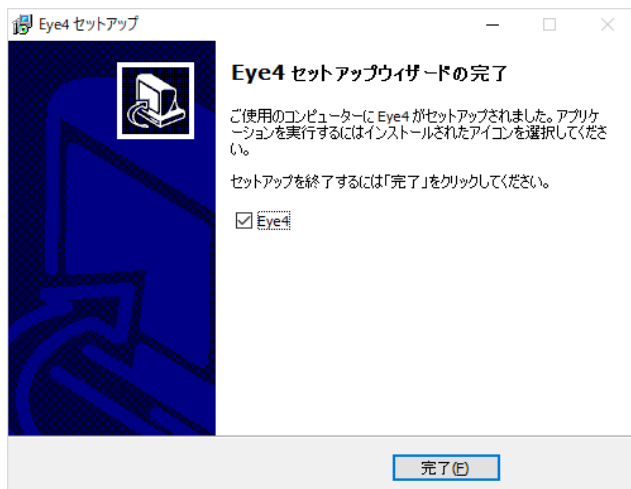 Eye4 セットアップ
Eye4 セットアップウィザードの完了
ご使用のコンピューターに Eye4 がセットアップされました。アプリケ
ーションを実行するにはインストールされたアイコンを選択してくださ
い。
セットアップを終了するには「完了」をクリックしてください。
Eye4
完了(F)